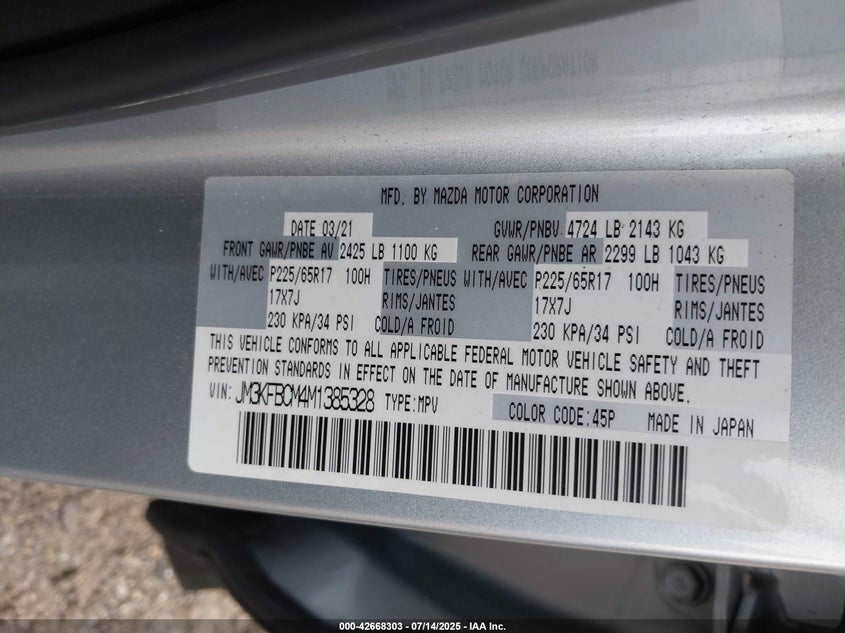 MFD. BY MAZDA MOTOR CORPORATION
DATE 03/21 GVWR/PNBV 4724 LB 2143 KG
FRONT GAWR/PNBE AV 2425 LB 1100 KG REAR GAWR/PNBE AR 2299 LB 1043 KG
WITH/AVEC P225/65R17 100H TIRES/PNEUS WITH/AVEC P225/65R17 100H TIRES/PNEUS
17X7J RIMS/JANTES 17X7J RIMS/JANTES
230 KPA/34 PSI COLD/A FROID 230 KPA/34 PSI COLD/A FROID
THIS VEHICLE CONFORMS TO ALL APPLICABLE FEDERAL MOTOR VEHICLE SAFETY AND THEFT
PREVENTION STANDARDS IN EFFECT ON THE DATE OF MANUFACTURE SHOWN ABOVE.
VIN: JM3KFBCM4M1385328 TYPE:MPV COLOR CODE:45P MADE IN JAPAN
000-42668303 / 07/14/2025 - IAA Inc.